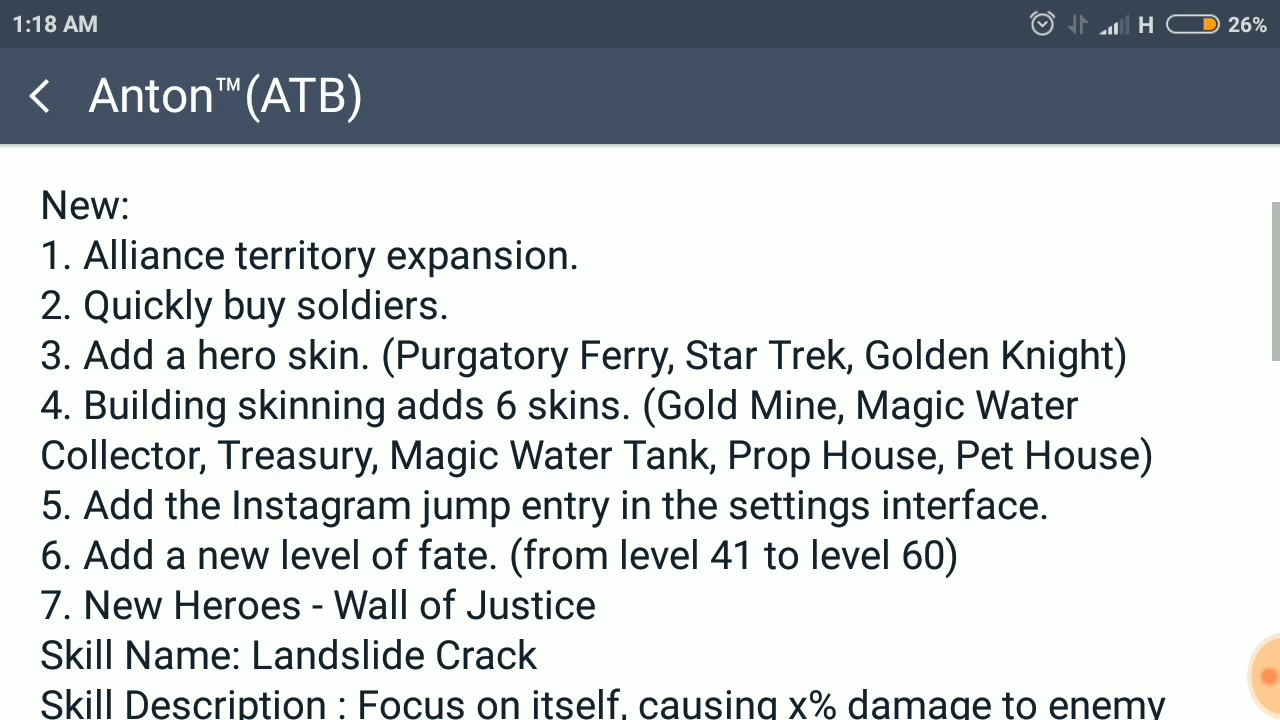 1:18 AM H 26%
Anton™(ATB)
New:
1. Alliance territory expansion.
2. Quickly buy soldiers.
3. Add a hero skin. (Purgatory Ferry, Star Trek, Golden Knight)
4. Building skinning adds 6 skins. (Gold Mine, Magic Water
Collector, Treasury, Magic Water Tank, Prop House, Pet House)
5. Add the Instagram jump entry in the settings interface.
6. Add a new level of fate. (from level 41 to level 60)
7. New Heroes - Wall of Justice
Skill Name: Landslide Crack
Skill Description : Focus on itself, causing x% damage to enemy